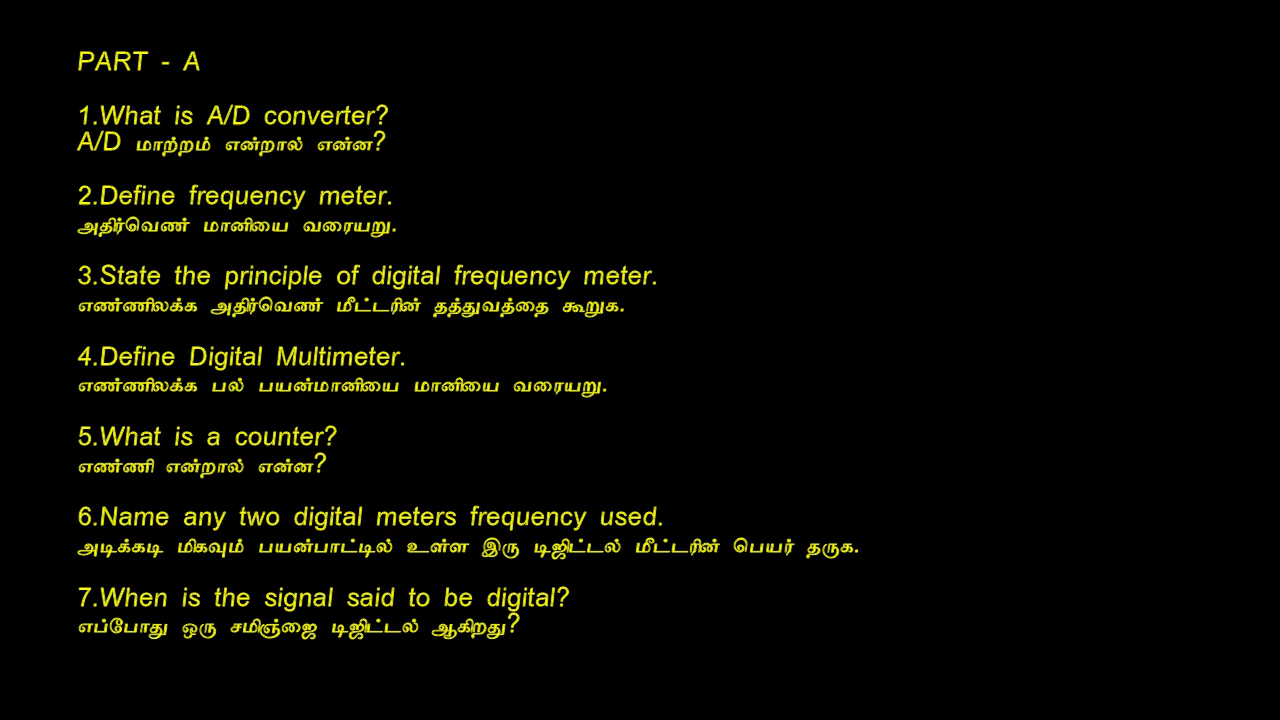 PART - A
1.What is A/D converter?
A/D மாற்றம் என்றால் என்ன?
2.Define frequency meter.
அதிர்வெண் மானியை வரையறு.
3.State the principle of digital frequency meter.
எண்ணிலக்க அதிர்வெண் மீட்டரின் தத்துவத்தை கூறுக.
4.Define Digital Multimeter.
எண்ணிலக்க பல் பயன்மானியை மானியை வரையறு.
5.What is a counter?
எண்ணி என்றால் என்ன?
6.Name any two digital meters frequency used.
அடிக்கடி மிகவும் பயன்பாட்டில் உள்ள இரு டிஜிட்டல் மீட்டரின் பெயர் தருக.
7.When is the signal said to be digital?
எப்போது ஒரு சமிஞ்ஜை டிஜிட்டல் ஆகிறது?